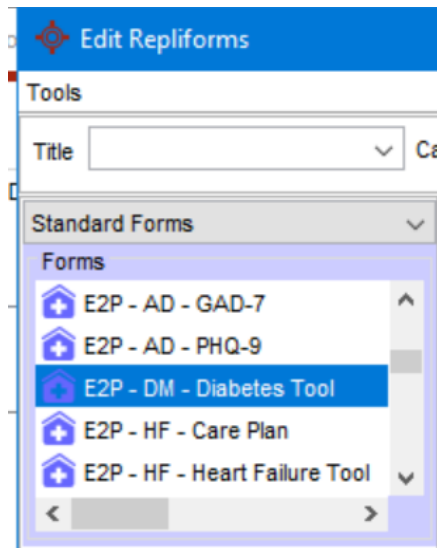 Edit Repliforms
Tools
Title
Ca
Standard Forms
Forms
E2P - AD - GAD-7
E2P - AD - PHQ-9
E2P - DM - Diabetes Tool
E2P - HF - Care Plan
E2P - HF - Heart Failure Tool